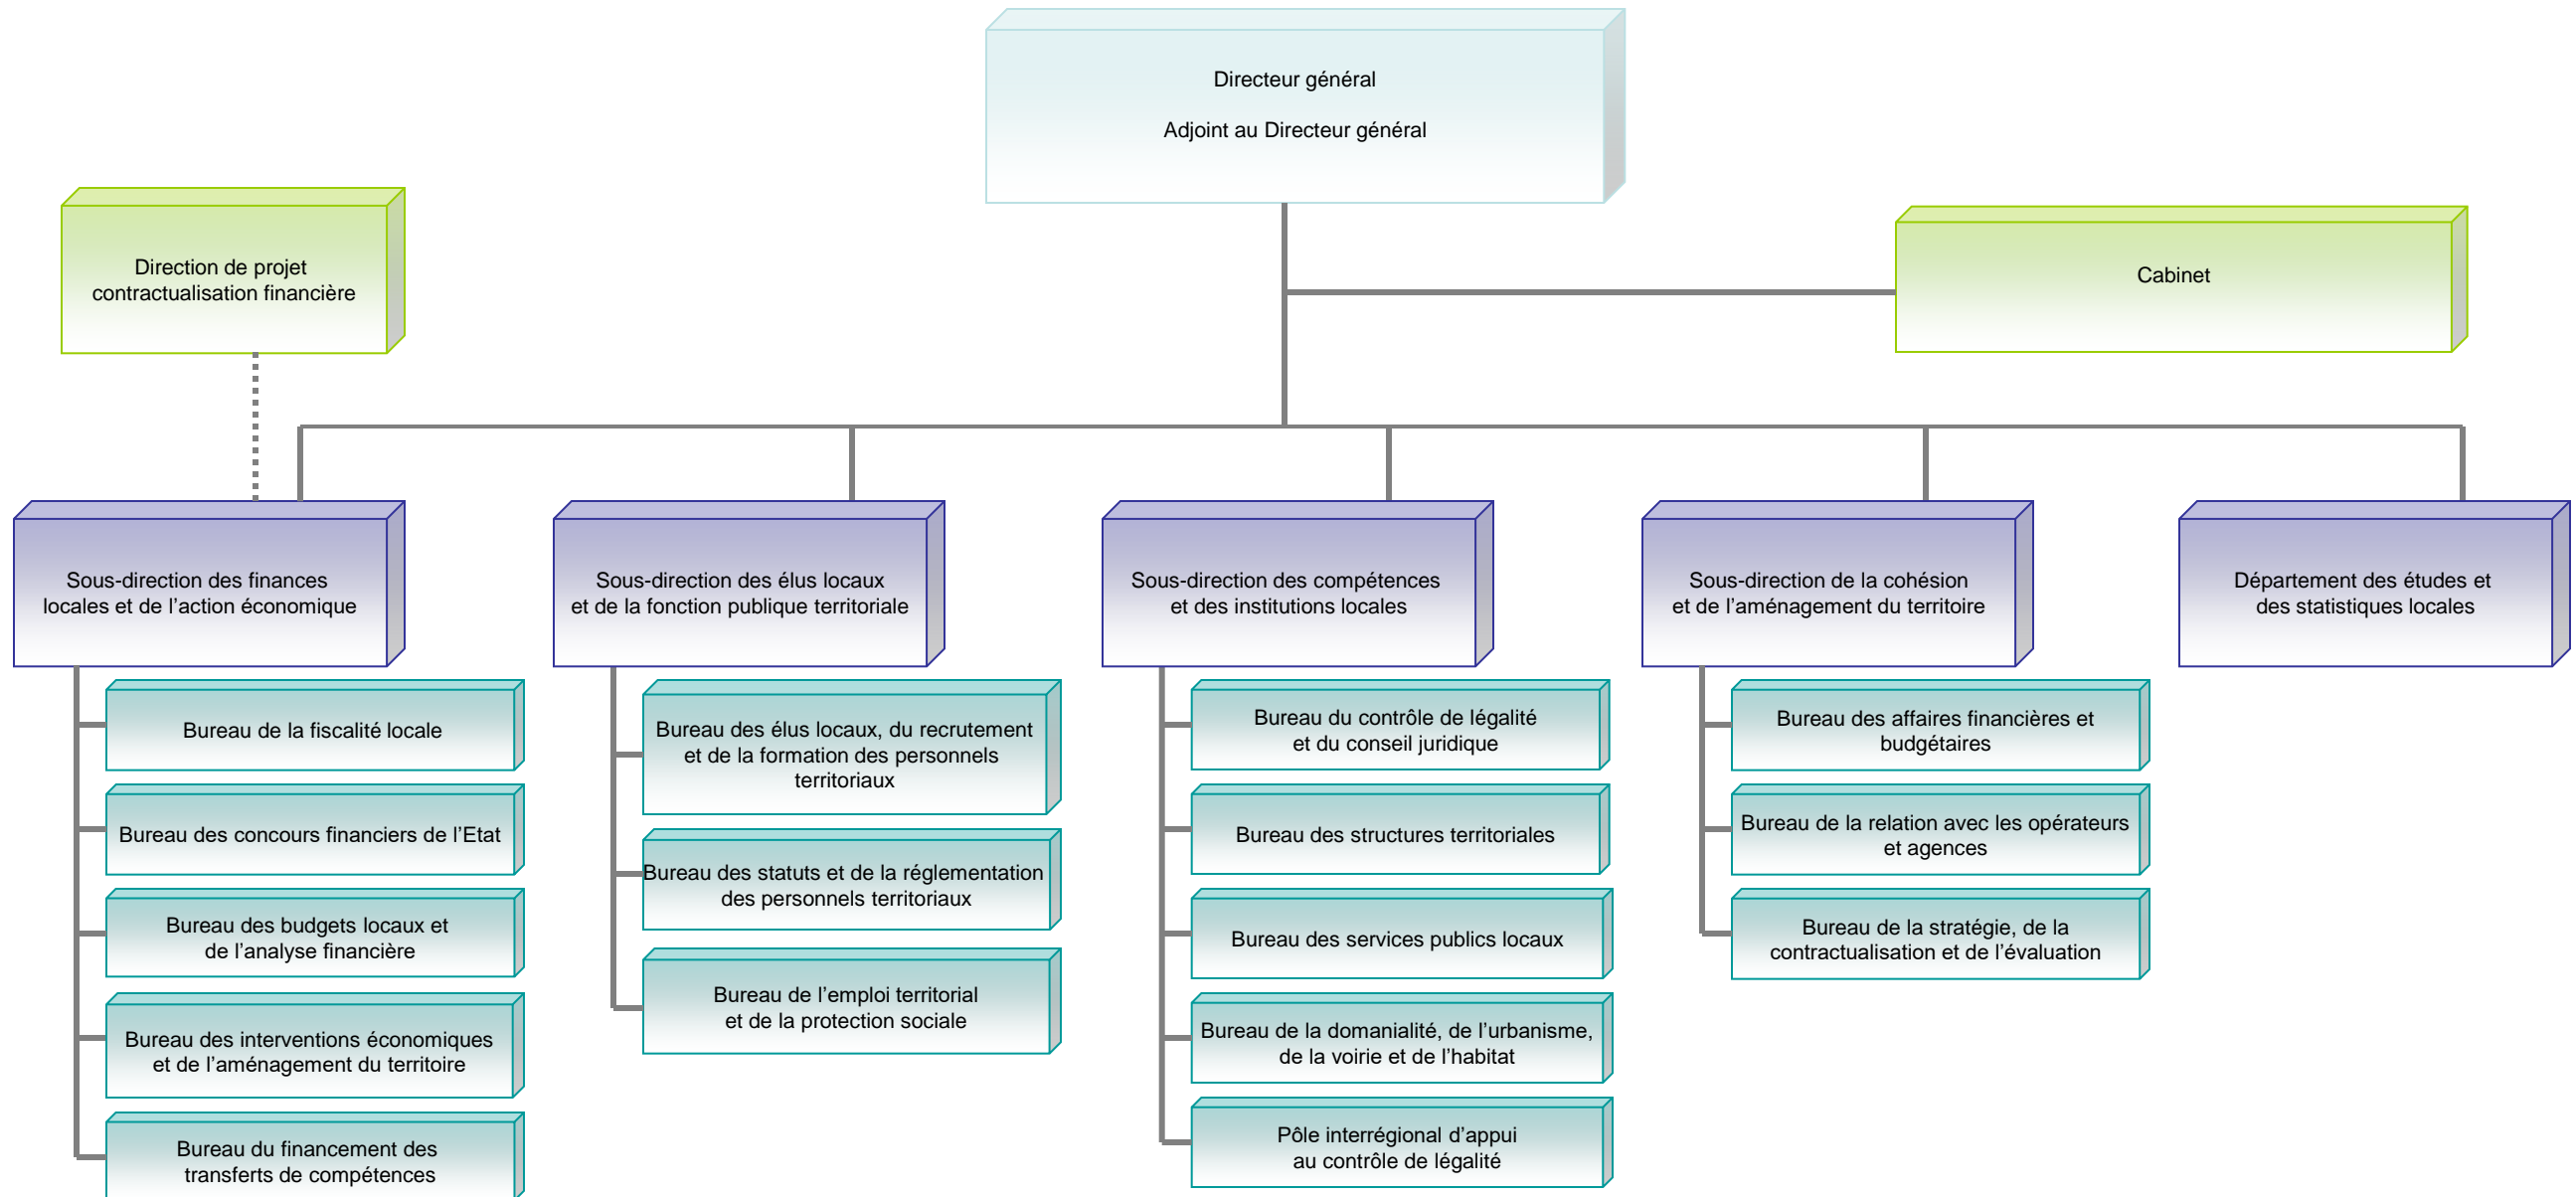 Directeur général
Adjoint au Directeur général
Direction de projet
contractualisation financière
Cabinet
Sous-direction des finances
locales et de l’action économique
Sous-direction des élus locaux
et de la fonction publique territoriale
Sous-direction des compétences
et des institutions locales
Sous-direction de la cohésion
et de l’aménagement du territoire
Département des études et
des statistiques locales
Bureau de la fiscalité locale
Bureau des concours financiers de l’Etat
Bureau des budgets locaux et
de l’analyse financière
Bureau des interventions économiques
et de l’aménagement du territoire
Bureau du financement des
transferts de compétences
Bureau des élus locaux, du recrutement
et de la formation des personnels
territoriaux
Bureau des statuts et de la réglementation
des personnels territoriaux
Bureau de l’emploi territorial
et de la protection sociale
Bureau du contrôle de légalité
et du conseil juridique
Bureau des structures territoriales
Bureau des services publics locaux
Bureau de la domanialité, de l’urbanisme,
de la voirie et de l’habitat
Pôle interrégional d’appui
au contrôle de légalité
Bureau des affaires financières et
budgétaires
Bureau de la relation avec les opérateurs
et agences
Bureau de la stratégie, de la
contractualisation et de l’évaluation